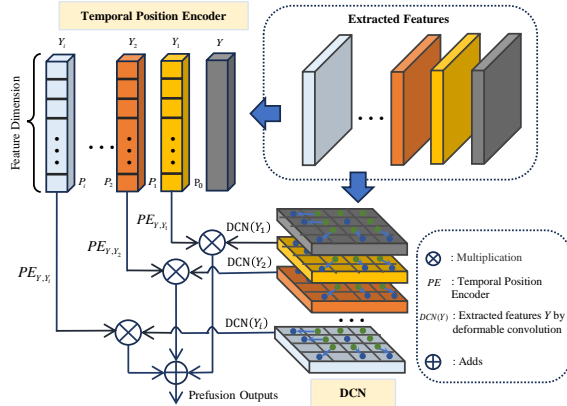 Temporal Position Encoder
Extracted Features
Y_i
Y_2
Y_1
Y
Feature Dimension
P_i
P_2
P_1
P_0
PE_{Y,Y_1}
DCN(Y_1)
PE_{Y,Y_2}
DCN(Y_2)
PE_{Y,Y_i}
DCN(Y_i)
: Multiplication
PE : Temporal Position
Encoder
DCN(Y) : Extracted features Y by
deformable convolution
: Adds
Prefusion Outputs
DCN